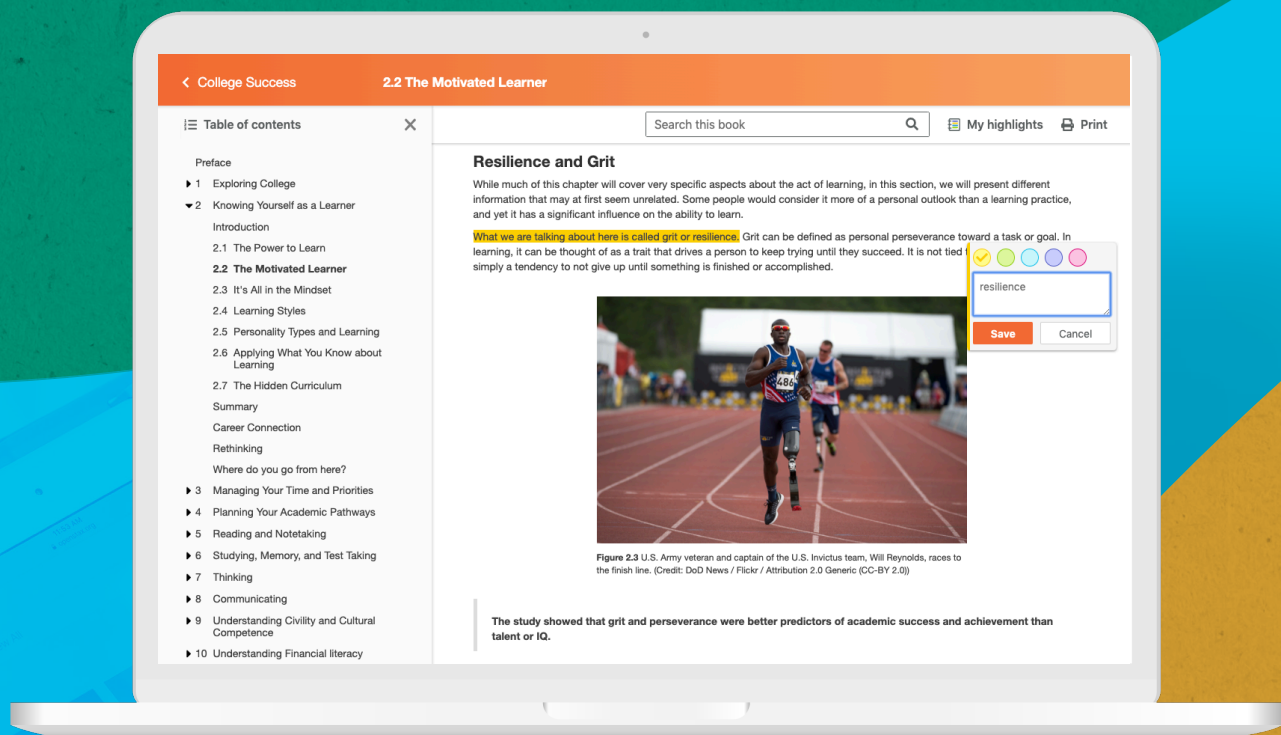 College Success
2.2 The Motivated Learner
Table of contents
Search this book
My highlights
Print
Preface
1 Exploring College
2 Knowing Yourself as a Learner
Introduction
2.1 The Power to Learn
2.2 The Motivated Learner
2.3 It's All in the Mindset
2.4 Learning Styles
2.5 Personality Types and Learning
2.6 Applying What You Know about
Learning
2.7 The Hidden Curriculum
Summary
Career Connection
Rethinking
Where do you go from here?
3 Managing Your Time and Priorities
4 Planning Your Academic Pathways
5 Reading and Notetaking
6 Studying, Memory, and Test Taking
7 Thinking
8 Communicating
9 Understanding Civility and Cultural
Competence
10 Understanding Financial literacy
Resilience and Grit
While much of this chapter will cover very specific aspects about the act of learning, in this section, we will present different
information that may at first seem unrelated. Some people would consider it more of a personal outlook than a learning practice,
and yet it has a significant influence on the ability to learn.
What we are talking about here is called grit or resilience. Grit can be defined as personal perseverance toward a task or goal. In
learning, it can be thought of as a trait that drives a person to keep trying until they succeed. It is not tied
simply a tendency to not give up until something is finished or accomplished.
resilience
Save
Cancel
486
Figure 2.3 U.S. Army veteran and captain of the U.S. Invictus team, Will Reynolds, races to
the finish line. (Credit: DoD News / Flickr / Attribution 2.0 Generic (CC-BY 2.0))
The study showed that grit and perseverance were better predictors of academic success and achievement than
talent or IQ.